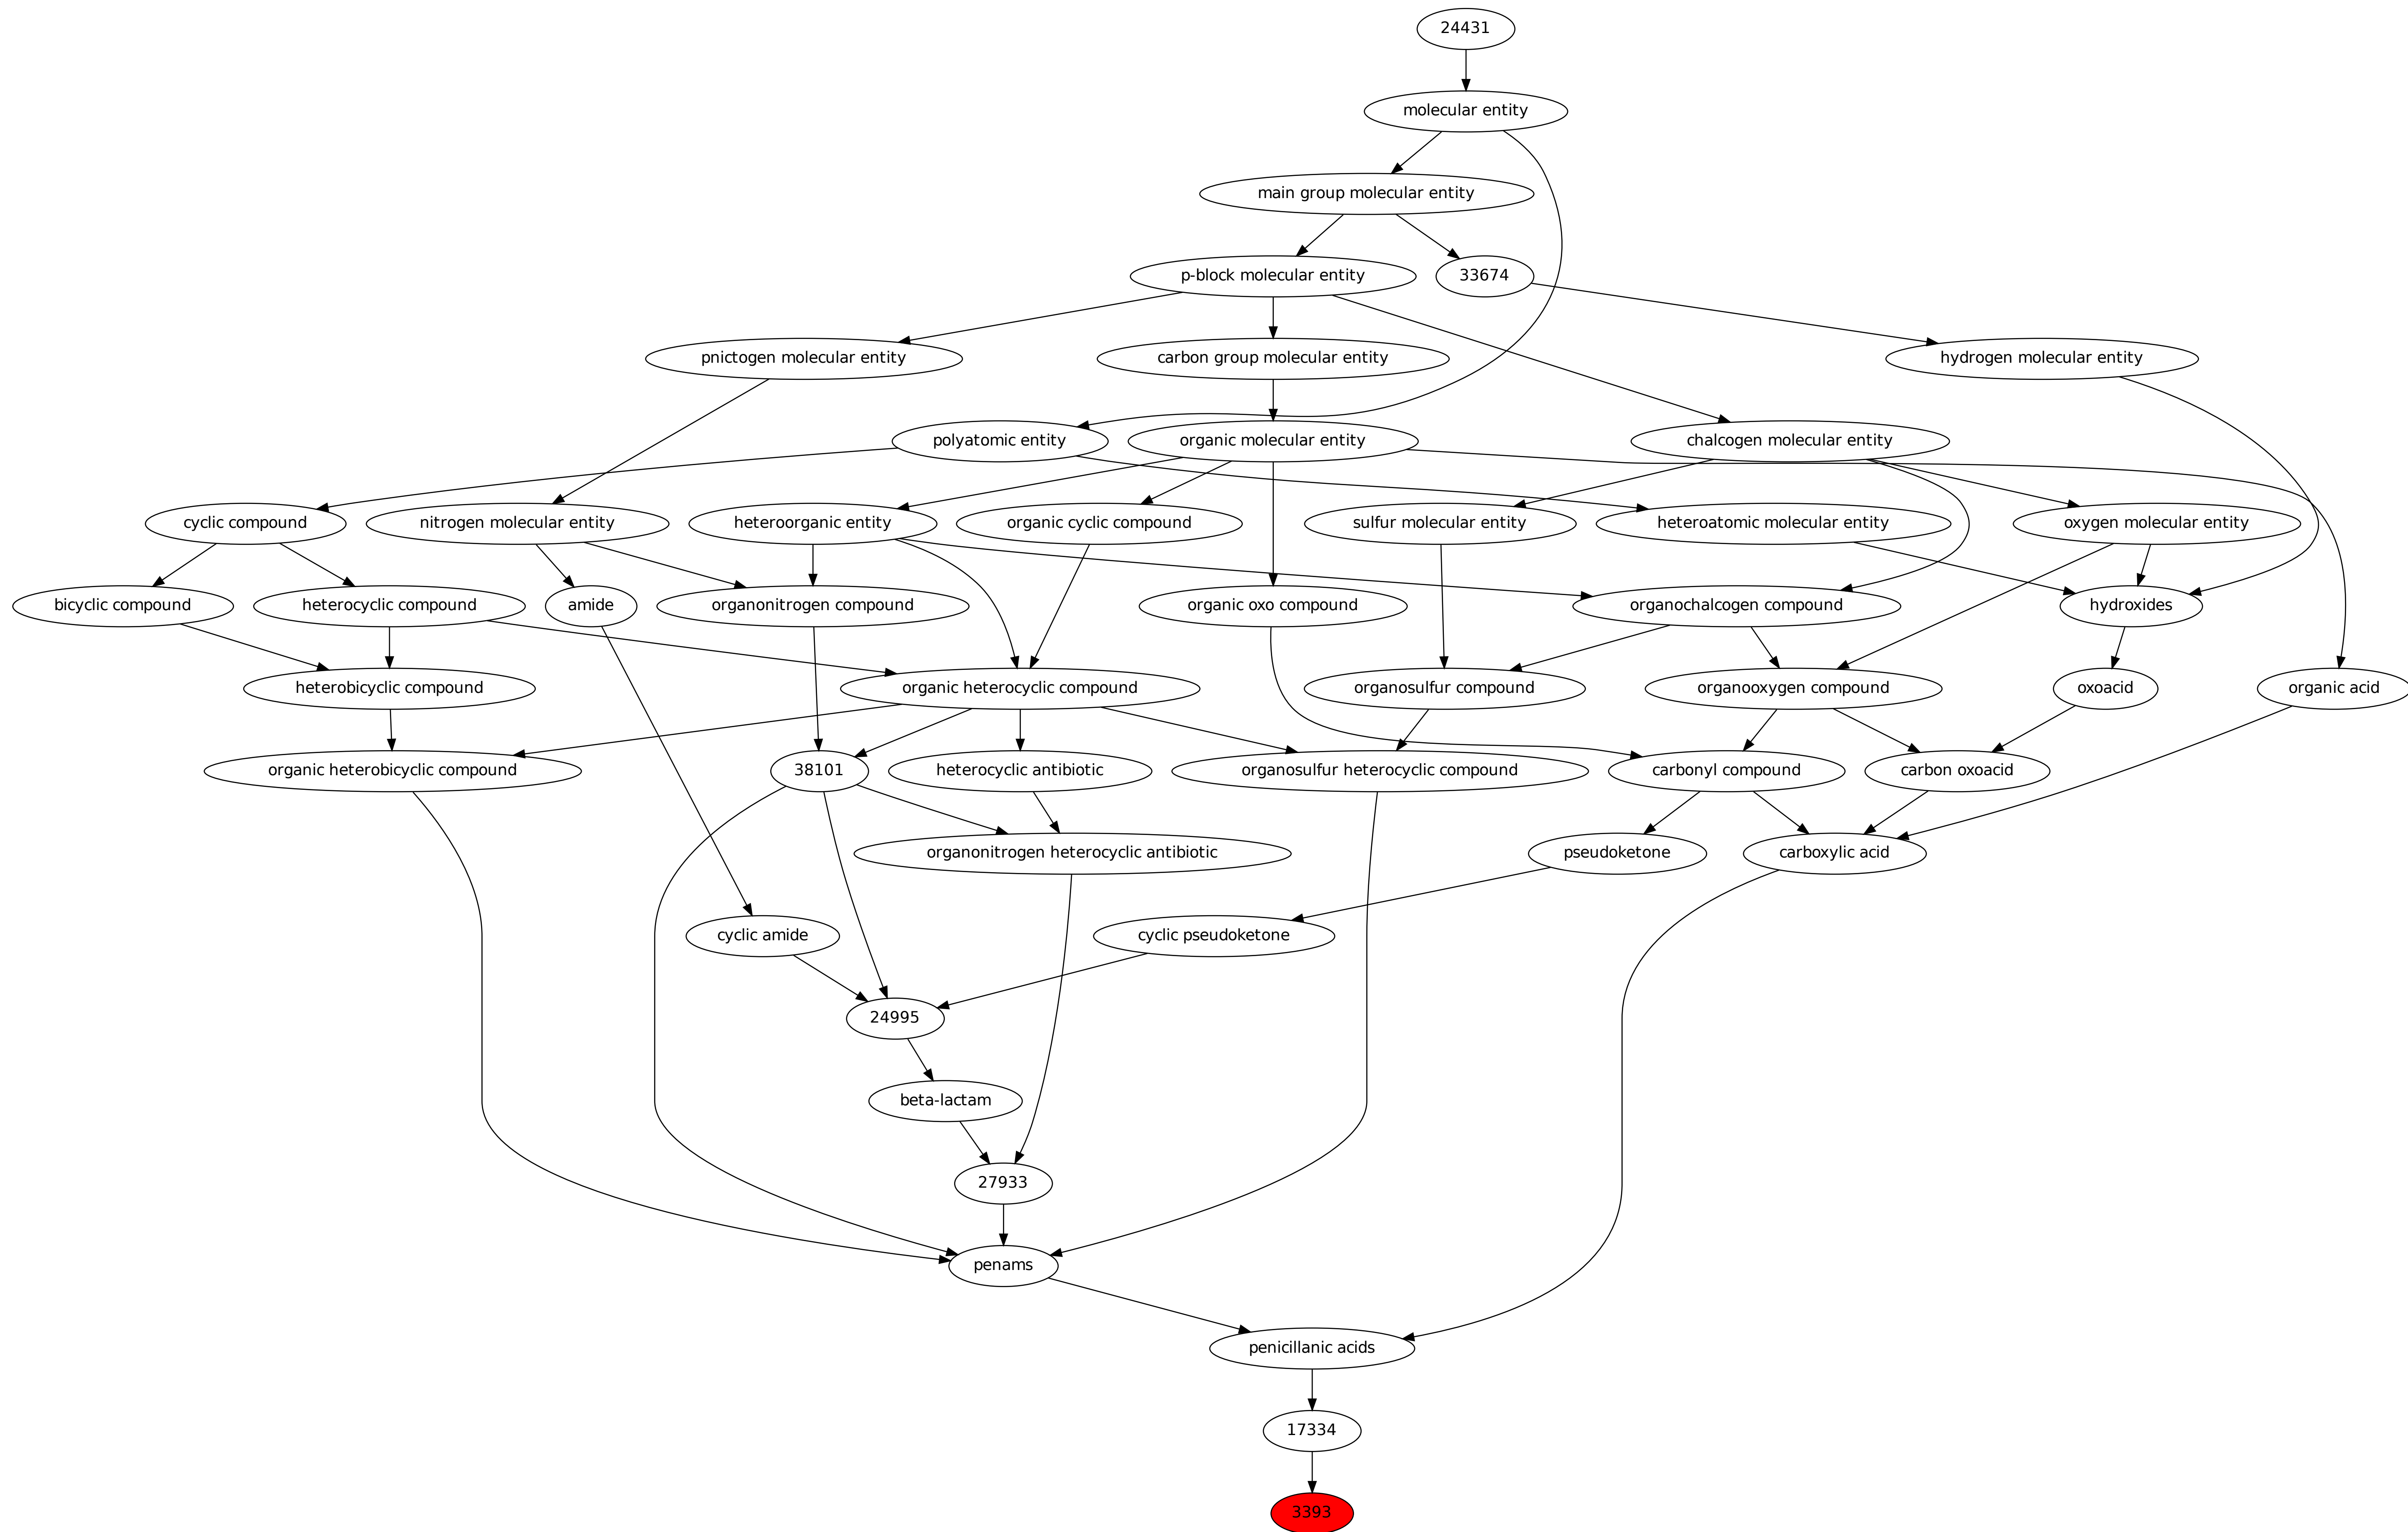 24431
molecular entity
main group molecular entity
p-block molecular entity
33674
pnictogen molecular entity
carbon group molecular entity
hydrogen molecular entity
polyatomic entity
organic molecular entity
chalcogen molecular entity
cyclic compound
nitrogen molecular entity
heteroorganic entity
organic cyclic compound
sulfur molecular entity
heteroatomic molecular entity
oxygen molecular entity
bicyclic compound
heterocyclic compound
amide
organonitrogen compound
organic oxo compound
organochalcogen compound
hydroxides
heterobicyclic compound
organic heterocyclic compound
organosulfur compound
organooxygen compound
oxoacid
organic acid
organic heterobicyclic compound
38101
heterocyclic antibiotic
organosulfur heterocyclic compound
carbonyl compound
carbon oxoacid
organonitrogen heterocyclic antibiotic
pseudoketone
carboxylic acid
cyclic amide
cyclic pseudoketone
24995
beta-lactam
27933
penams
penicillanic acids
17334
3393